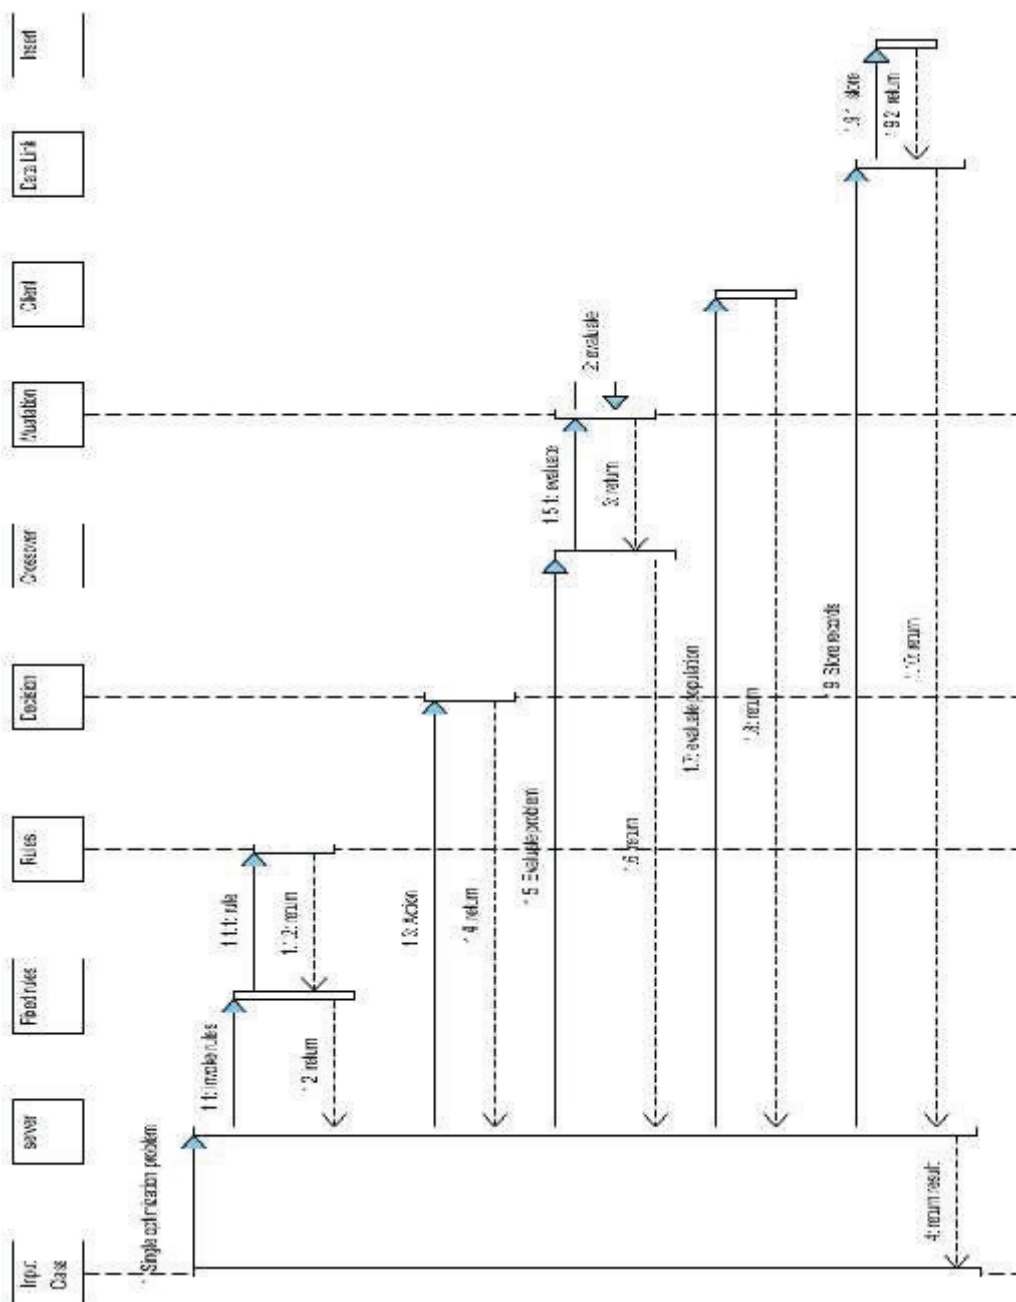 Input
Class
server
Fixed rules
Rules
Decision
Crossover
Mutation
Client
Data Link
Insert
1: Single optimization problem
1.1: invoke rules
1.1.1: rule
1.1.2: return
1.2: return
1.3: Action
1.4: return
1.5: Evaluate problem
1.5.1: evaluate
2: evaluate
3: return
1.6: return
1.7: evaluate population
1.8: return
1.9: Store records
1.9.1: store
1.9.2: return
1.10: return
4: return result